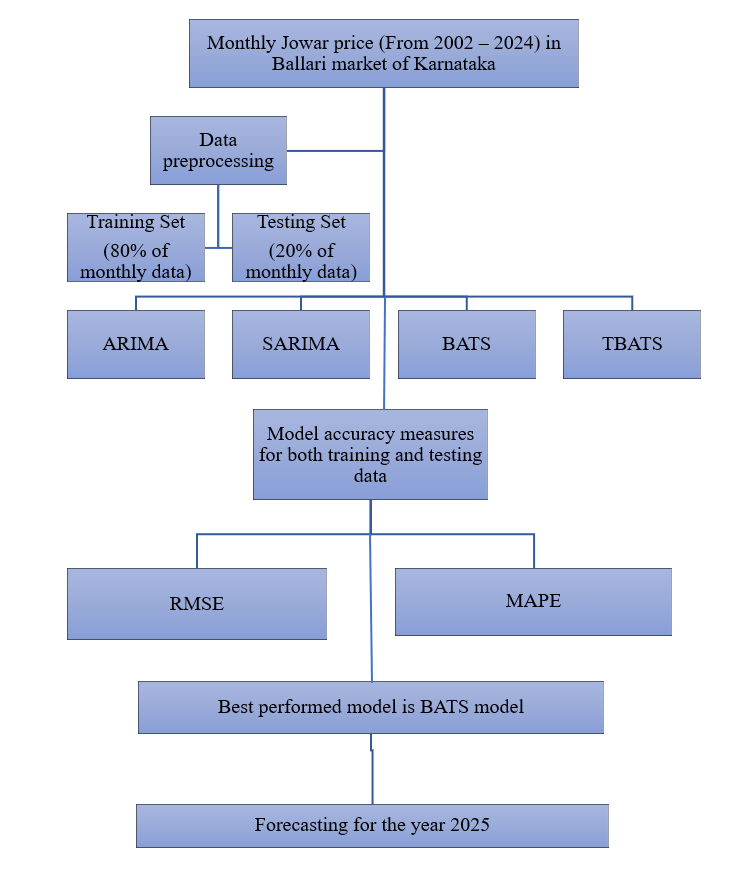 Monthly Jowar price (From 2002 – 2024) in
Ballari market of Karnataka
Data
preprocessing
Training Set
(80% of
monthly data)
Testing Set
(20% of
monthly data)
ARIMA
SARIMA
BATS
TBATS
Model accuracy measures
for both training and testing
data
RMSE
MAPE
Best performed model is BATS model
Forecasting for the year 2025